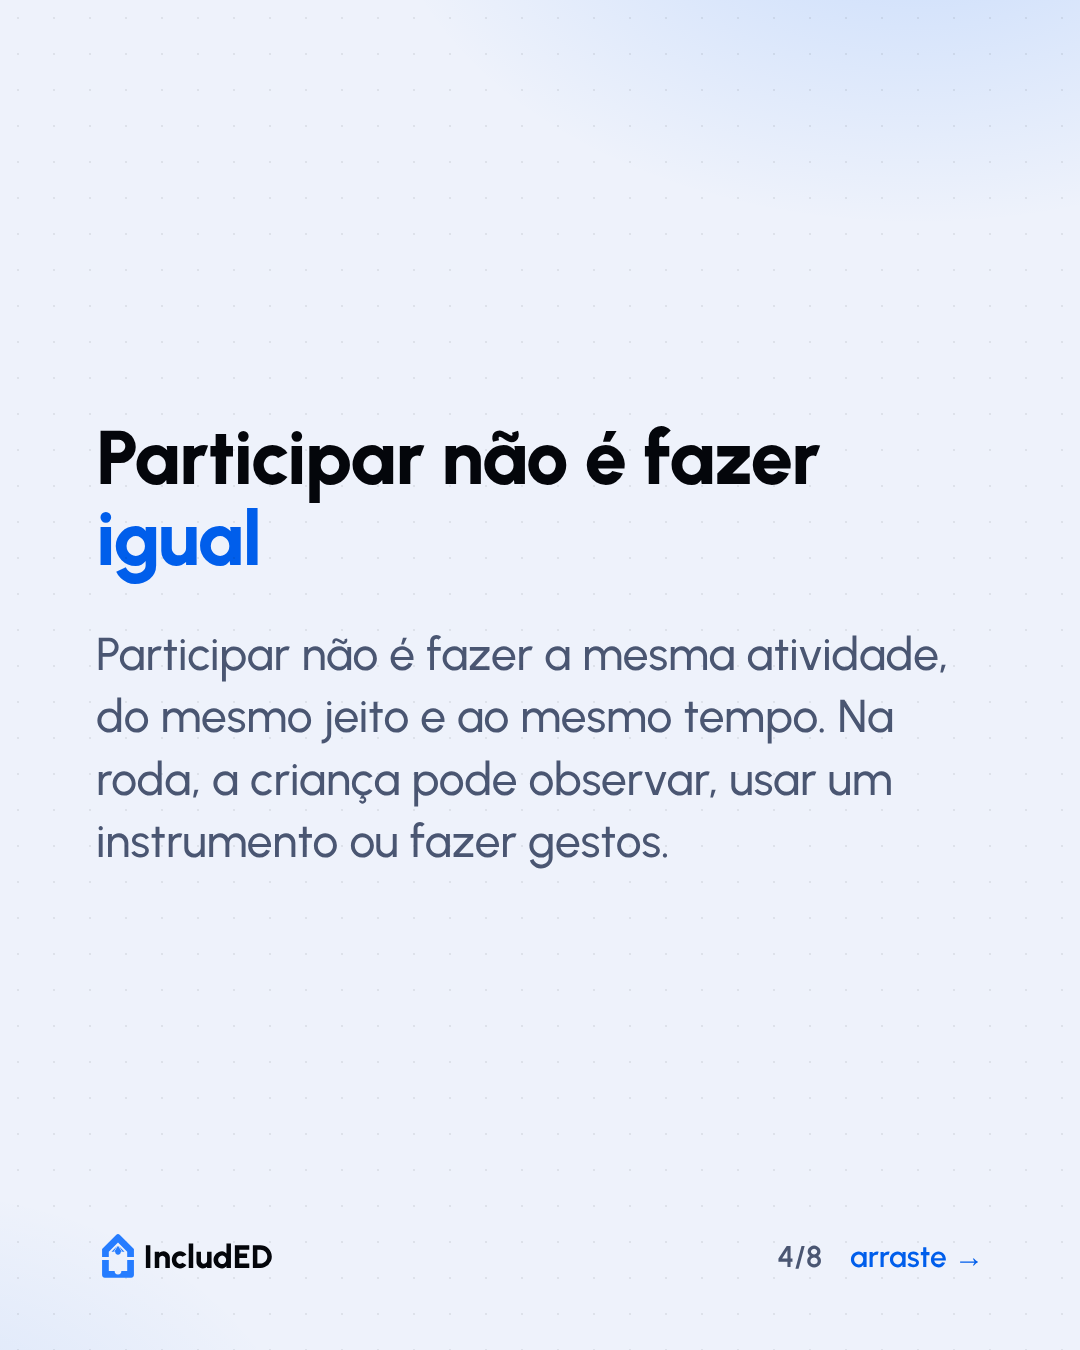 Participar não é fazer
igual
Participar não é fazer a mesma atividade,
do mesmo jeito e ao mesmo tempo. Na
roda, a criança pode observar, usar um
instrumento ou fazer gestos.
IncludED
4/8 arraste →